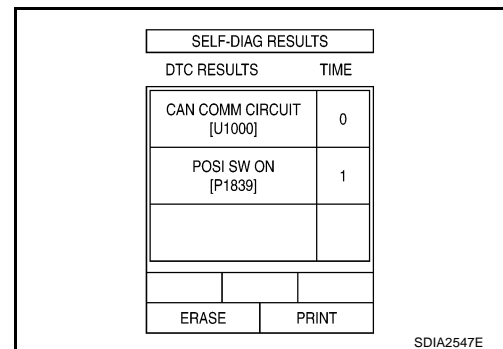 SELF-DIAG RESULTS
DTC RESULTS TIME
CAN COMM CIRCUIT
[U1000]
0
POSI SW ON
[P1839]
1
ERASE PRINT
SDIA2547E